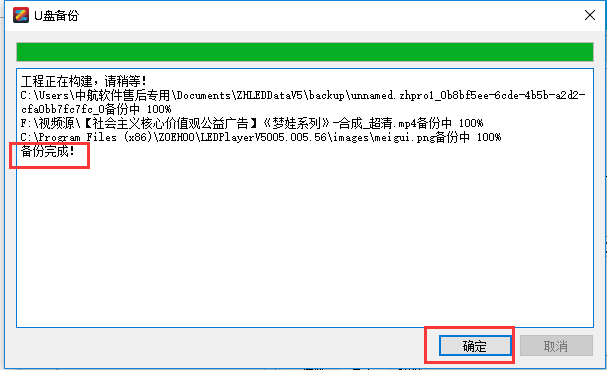 U盘备份
工程正在构建，请稍等！
C:\Users\中航软件售后专用\Documents\ZHLEDDataV5\backup\unnamed.zhpro1_0b8bf5ee-6cde-4b5b-a2d2-
cfa0bb7fc7fc_0备份中 100%
F:\视频源\【社会主义核心价值观公益广告】《梦娃系列》-合成_超清.mp4备份中 100%
C:\Program Files (x86)\ZOEHOO\LEDPlayerV5005.005.56\images\meigui.png备份中 100%
备份完成！
确定
取消